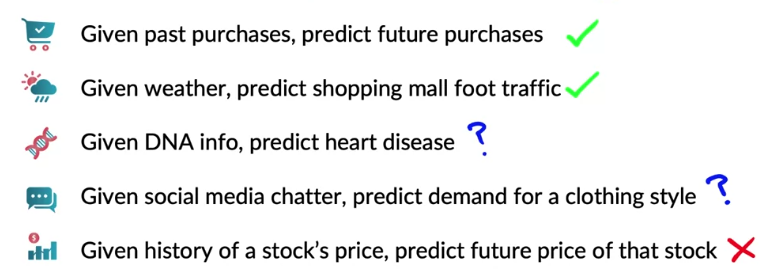 Given past purchases, predict future purchases
Given weather, predict shopping mall foot traffic
Given DNA info, predict heart disease ?
Given social media chatter, predict demand for a clothing style ?
Given history of a stock's price, predict future price of that stock